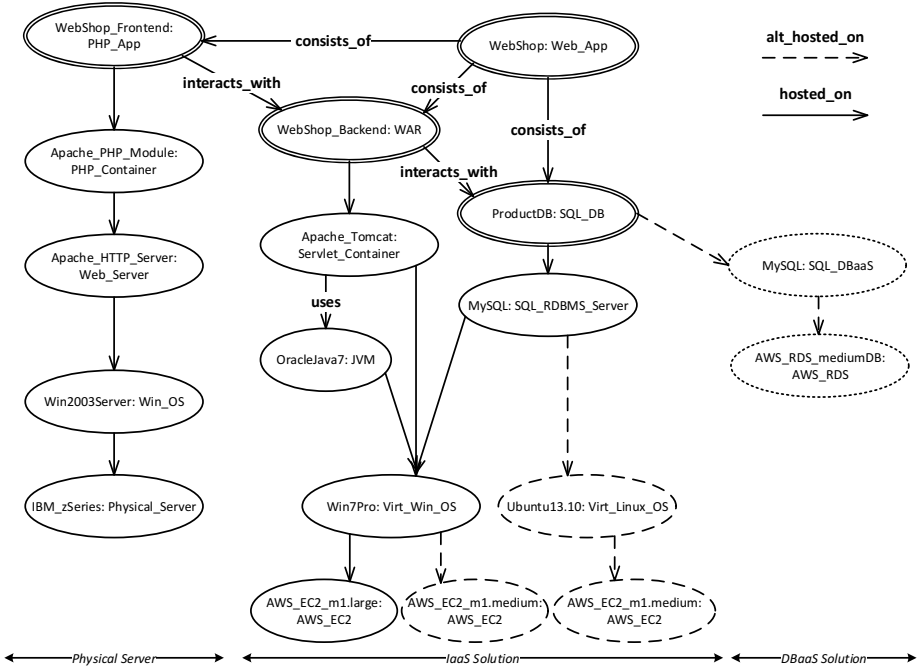 WebShop_Frontend:
PHP_App
consists_of
WebShop: Web_App
alt_hosted_on
interacts_with
consists_of
hosted_on
WebShop_Backend: WAR
consists_of
Apache_PHP_Module:
PHP_Container
interacts_with
ProductDB: SQL_DB
Apache_HTTP_Server:
Web_Server
Apache_Tomcat:
Servlet_Container
MySQL: SQL_DBaaS
uses
MySQL: SQL_RDBMS_Server
OracleJava7: JVM
AWS_RDS_mediumDB:
AWS_RDS
Win2003Server: Win_OS
IBM_zSeries: Physical_Server
Win7Pro: Virt_Win_OS
Ubuntu13.10: Virt_Linux_OS
AWS_EC2_m1.large:
AWS_EC2
AWS_EC2_m1.medium:
AWS_EC2
AWS_EC2_m1.medium:
AWS_EC2
Physical Server
IaaS Solution
DBaaS Solution